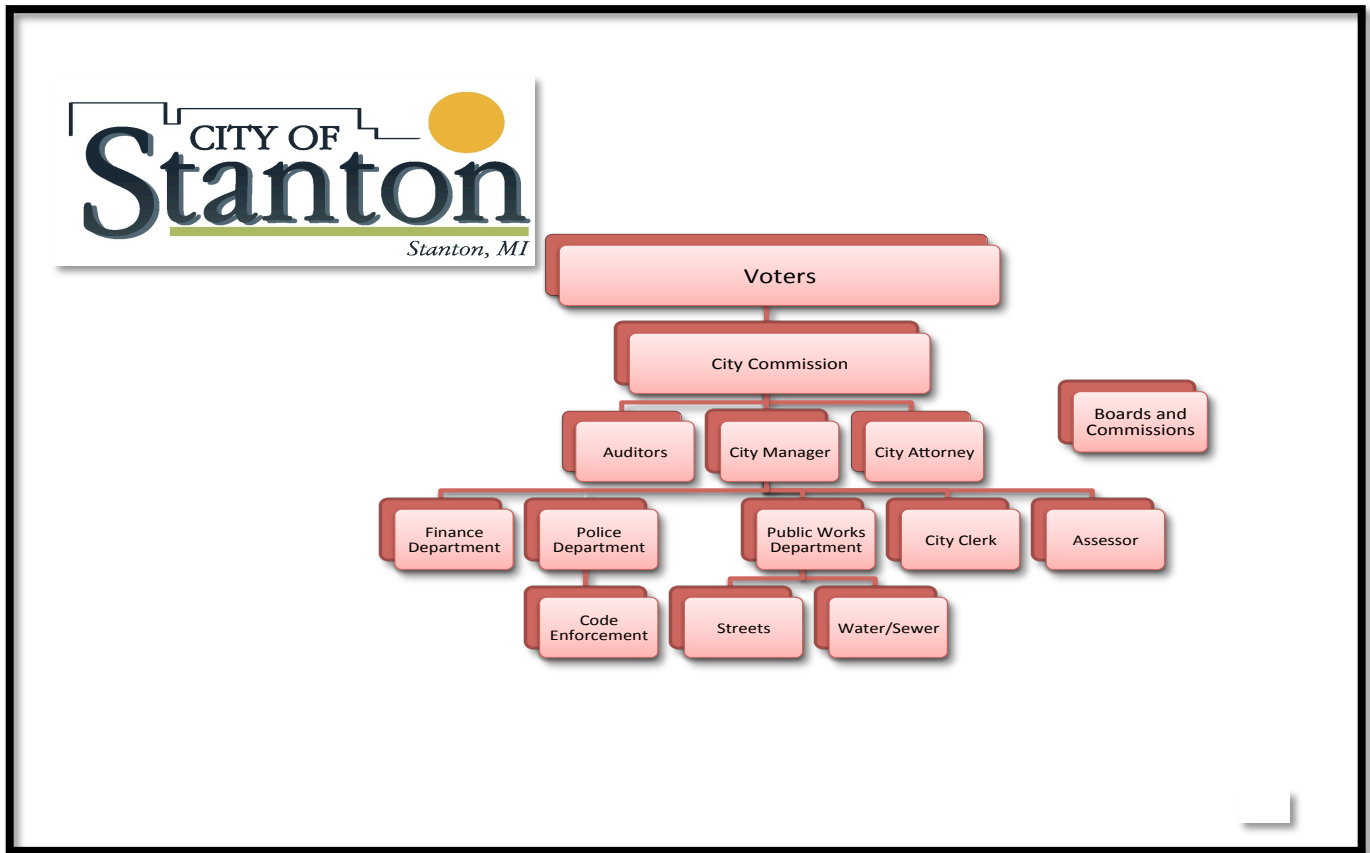 CITY OF
Stanton
Stanton, MI
Voters
City Commission
Boards and
Commissions
Auditors
City Manager
City Attorney
Finance
Department
Police
Department
Public Works
Department
City Clerk
Assessor
Code
Enforcement
Streets
Water/Sewer